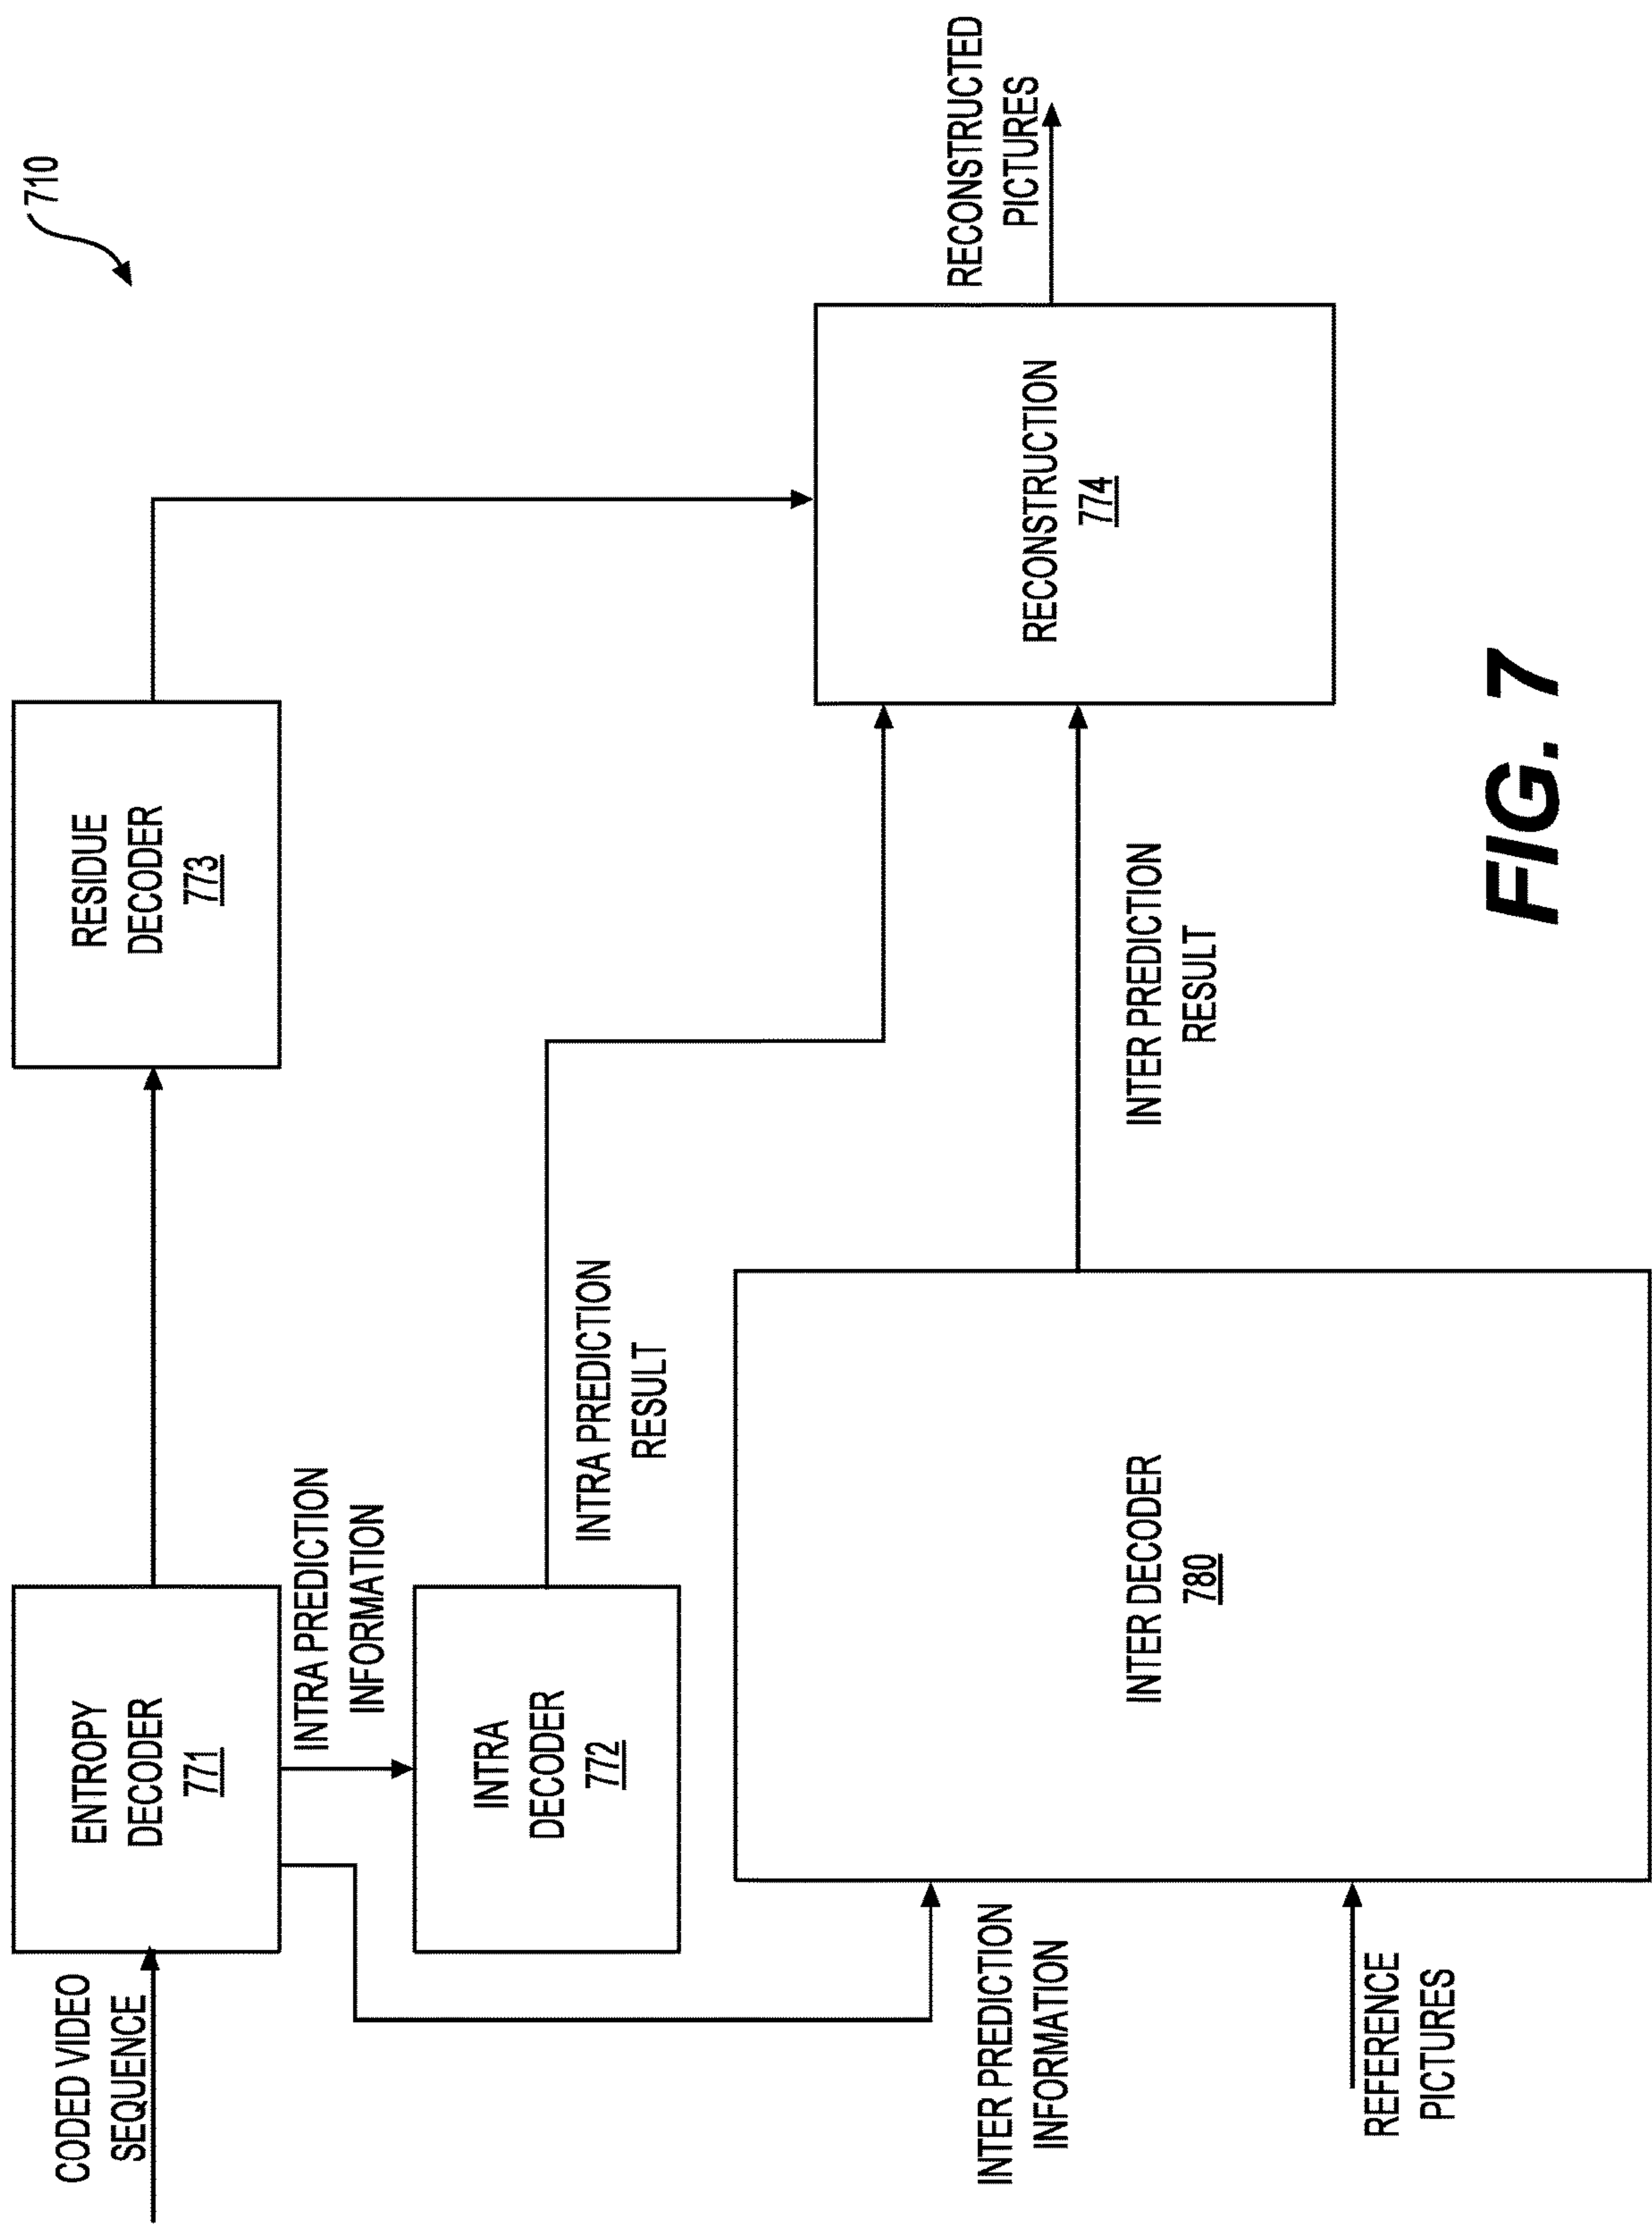 710
CODED VIDEO
SEQUENCE
ENTROPY
DECODER
771
RESIDUE
DECODER
773
INTRA PREDICTION
INFORMATION
INTRA
DECODER
772
INTRA PREDICTION
RESULT
RECONSTRUCTED
PICTURES
RECONSTRUCTION
774
INTER PREDICTION
INFORMATION
INTER DECODER
780
INTER PREDICTION
RESULT
REFERENCE
PICTURES
FIG. 7